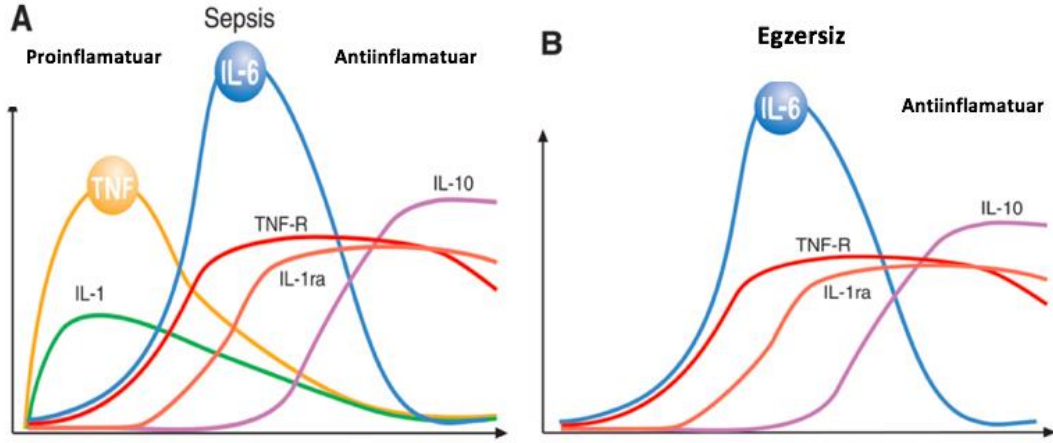 A
Sepsis
Proinflamatuar
Antiinflamatuar
IL-6
TNF
IL-10
TNF-R
IL-1ra
IL-1
B
Egzersiz
IL-6
Antiinflamatuar
IL-10
TNF-R
IL-1ra